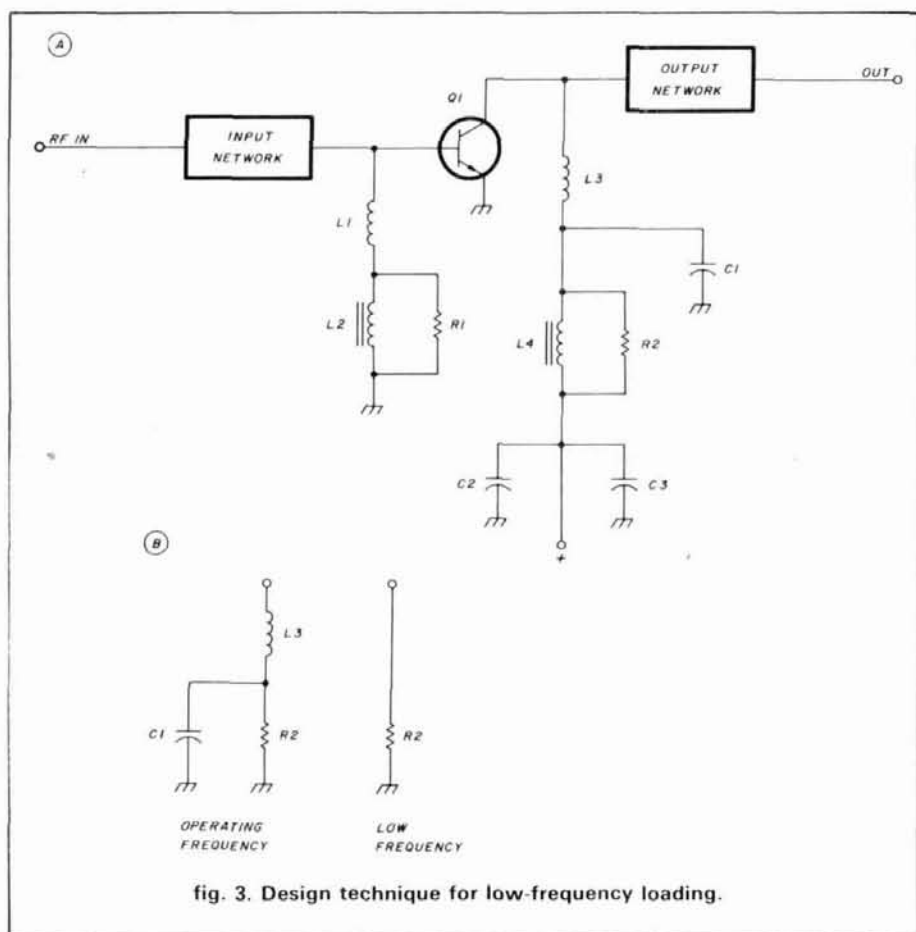 A
RF IN
INPUT
NETWORK
Q1
OUTPUT
NETWORK
OUT
L1
L2
R1
L3
C1
L4
R2
C2
C3
+
B
L3
C1
R2
R2
OPERATING
FREQUENCY
LOW
FREQUENCY
fig. 3. Design technique for low-frequency loading.